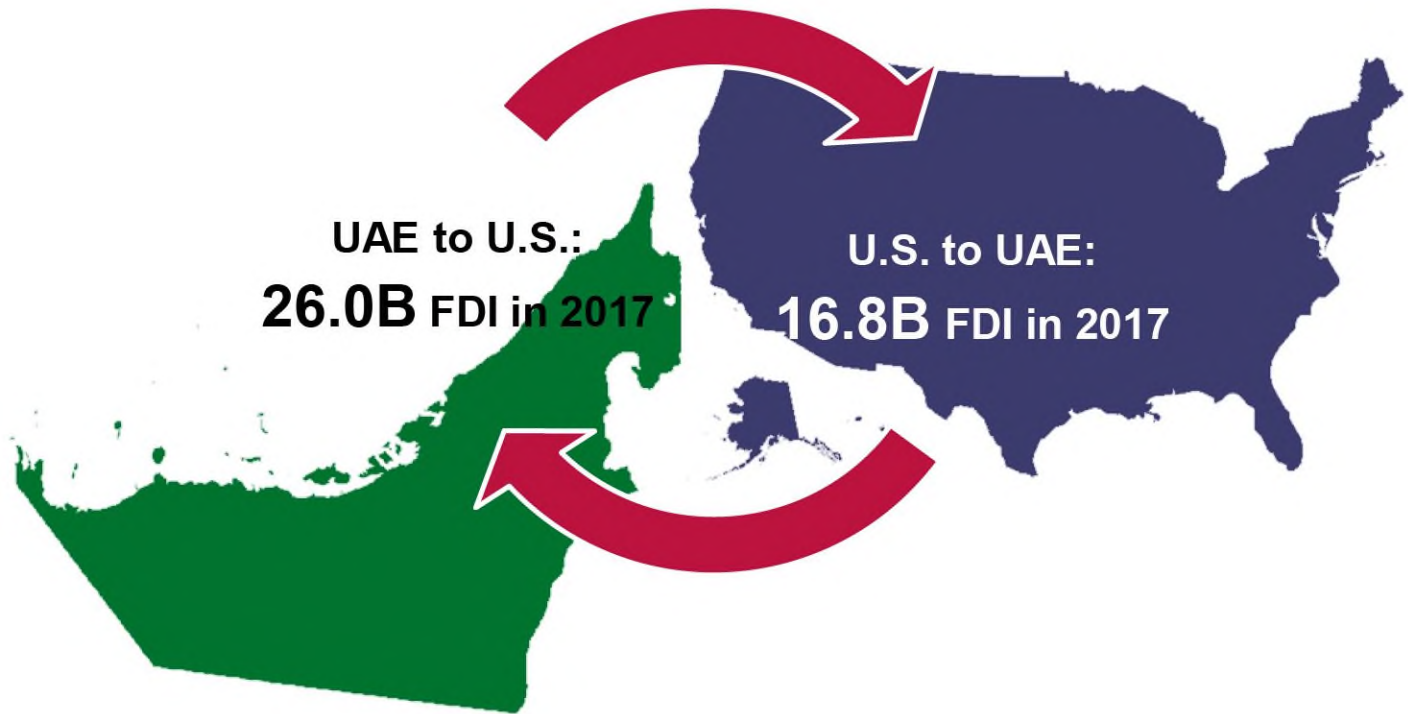 UAE to U.S.:
26.0B FDI in 2017
U.S. to UAE:
16.8B FDI in 2017